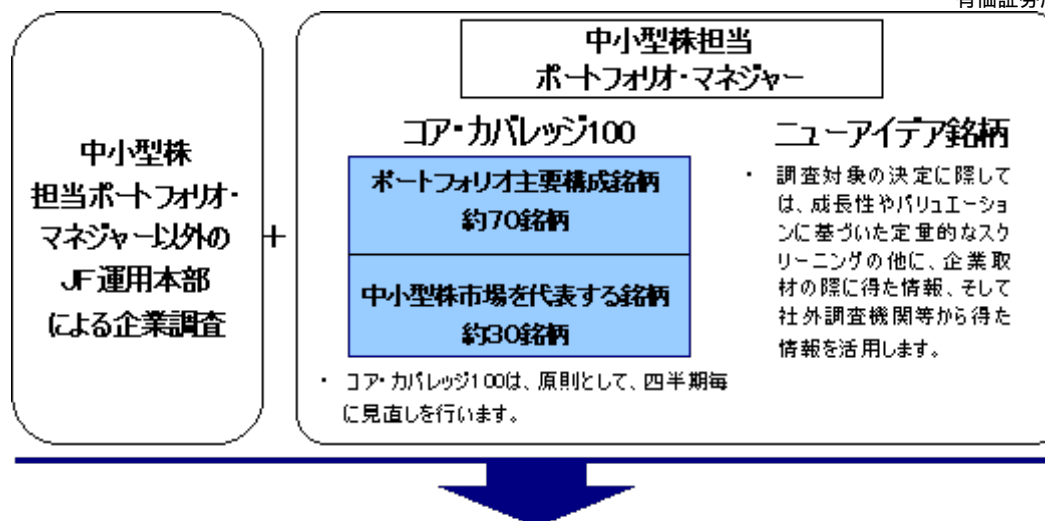 有価証券
中小型株
担当ポートフォリオ・
マネジャー以外の
JF運用本部
による企業調査
+
中小型株担当
ポートフォリオ・マネジャー
コア・カバレッジ100
ポートフォリオ主要構成銘柄
約70銘柄
中小型株市場を代表する銘柄
約30銘柄
・ コア・カバレッジ100は、原則として、四半期毎
に見直しを行います。
ニューアイデア銘柄
・ 調査対象の決定に際して
は、成長性やバリュエーショ
ンに基づいた定量的なスク
リーニングの他に、企業取
材の際に得た情報、そして
社外調査機関等から得た
情報を活用します。